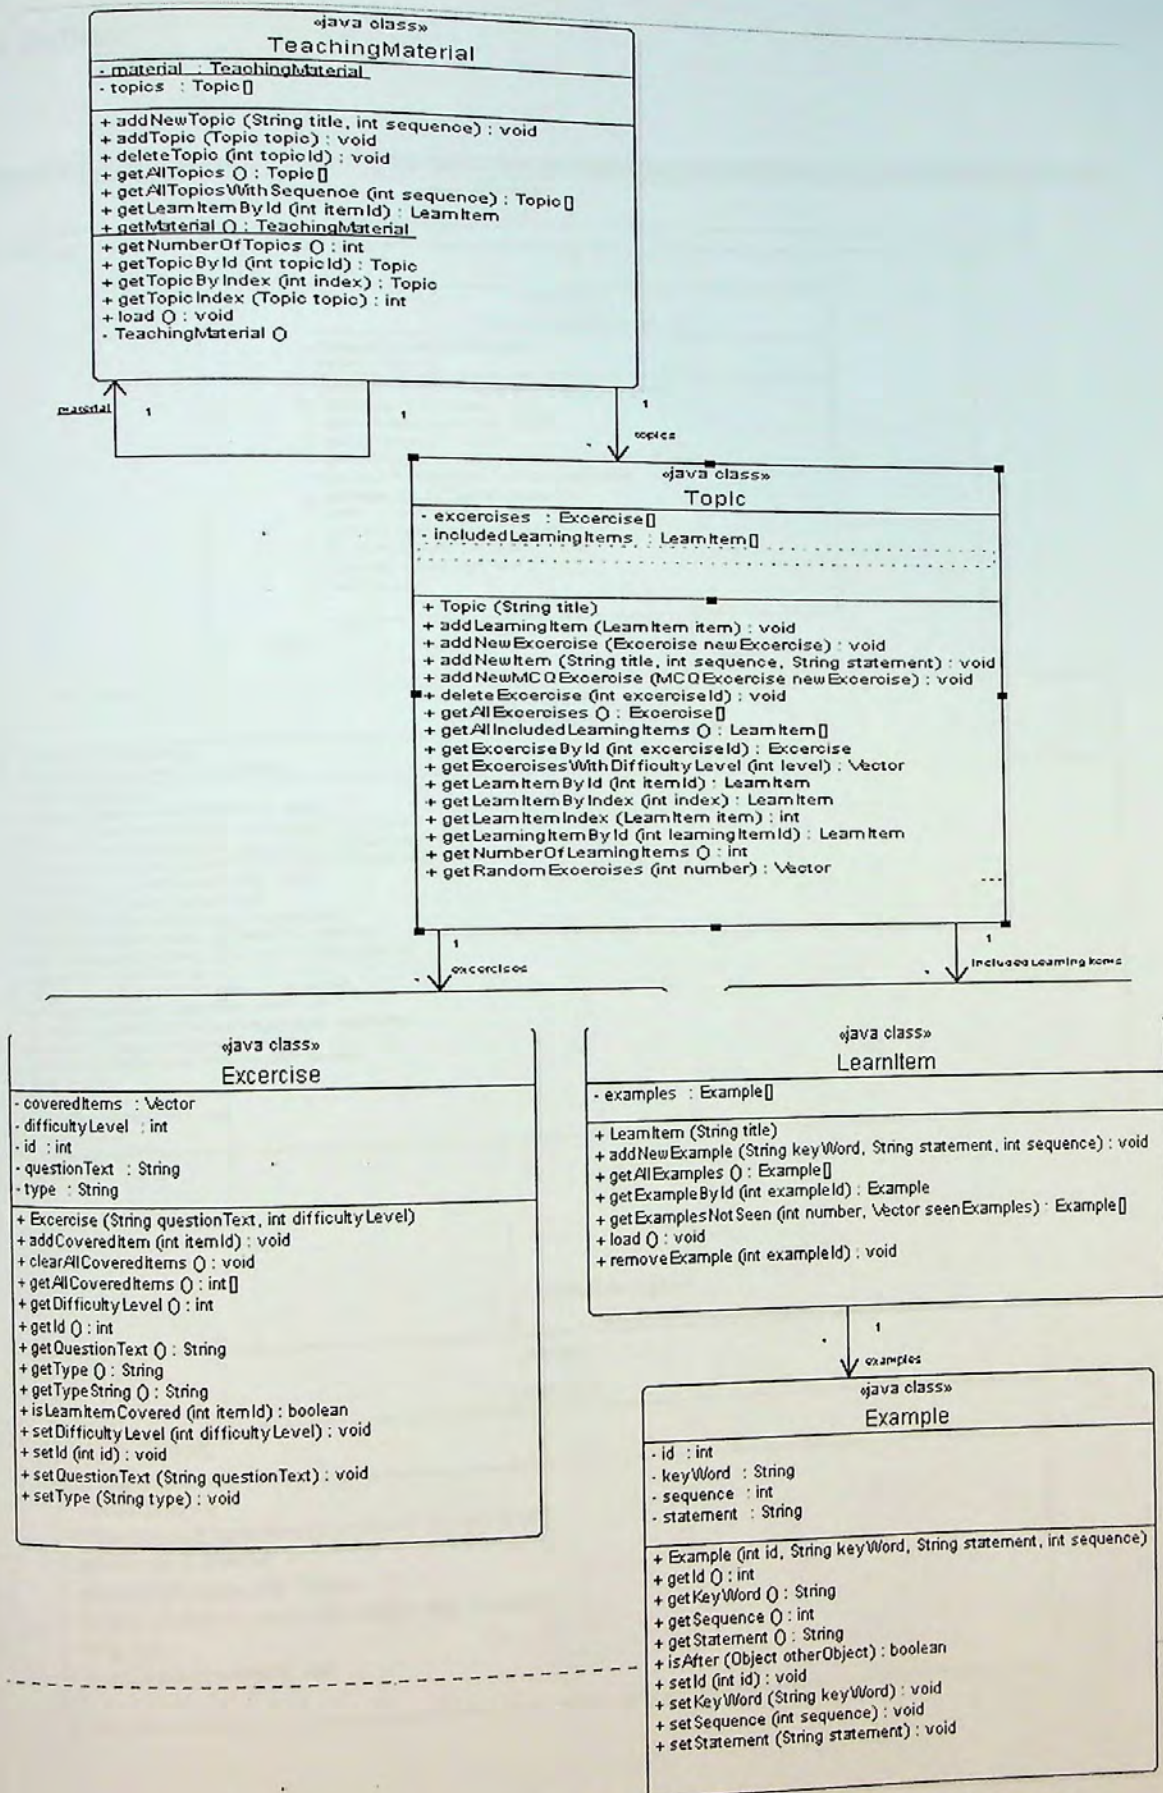 «java class»
TeachingMaterial
- material : TeachingMaterial
- topics : Topic[]
+ addNewTopic (String title, int sequence) : void
+ addTopic (Topic topic) : void
+ deleteTopic (int topicId) : void
+ getAllTopics () : Topic[]
+ getAllTopicsWithSequence (int sequence) : Topic[]
+ getLearnItemById (int itemId) : LearnItem
+ getMaterial () : TeachingMaterial
+ getNumberOfTopics () : int
+ getTopicById (int topicId) : Topic
+ getTopicByIndex (int index) : Topic
+ getTopicIndex (Topic topic) : int
+ load () : void
- TeachingMaterial ()
material
1
1
1
* topics
«java class»
Topic
- excercises : Excercise[]
- includedLearningItems : LearnItem[]
+ Topic (String title)
+ addLearningItem (LearnItem item) : void
+ addNewExcercise (Excercise newExcercise) : void
+ addNewItem (String title, int sequence, String statement) : void
+ addNewMCQExcercise (MCQExcercise newExcercise) : void
+ deleteExcercise (int excerciseId) : void
+ getAllExcercises () : Excercise[]
+ getAllIncludedLearningItems () : LearnItem[]
+ getExcerciseById (int excerciseId) : Excercise
+ getExcercisesWithDifficultyLevel (int level) : Vector
+ getLearnItemById (int itemId) : LearnItem
+ getLearnItemByIndex (int index) : LearnItem
+ getLearnItemIndex (LearnItem item) : int
+ getLearningItemById (int learningItemId) : LearnItem
+ getNumberOfLearningItems () : int
+ getRandomExcercises (int number) : Vector
...
1
* excercises
1
* includedLearningItems
«java class»
Excercise
- coveredItems : Vector
- difficultyLevel : int
- id : int
- questionText : String
- type : String
+ Excercise (String questionText, int difficultyLevel)
+ addCoveredItem (int itemId) : void
+ clearAllCoveredItems () : void
+ getAllCoveredItems () : int[]
+ getDifficultyLevel () : int
+ getId () : int
+ getQuestionText () : String
+ getType () : String
+ getTypeString () : String
+ isLearnItemCovered (int itemId) : boolean
+ setDifficultyLevel (int difficultyLevel) : void
+ setId (int id) : void
+ setQuestionText (String questionText) : void
+ setType (String type) : void
«java class»
LearnItem
- examples : Example[]
+ LearnItem (String title)
+ addNewExample (String keyWord, String statement, int sequence) : void
+ getAllExamples () : Example[]
+ getExampleById (int exampleId) : Example
+ getExamplesNotSeen (int number, Vector seenExamples) : Example[]
+ load () : void
+ removeExample (int exampleId) : void
1
* examples
«java class»
Example
- id : int
- keyWord : String
- sequence : int
- statement : String
+ Example (int id, String keyWord, String statement, int sequence)
+ getId () : int
+ getKeyWord () : String
+ getSequence () : int
+ getStatement () : String
+ isAfter (Object otherObject) : boolean
+ setId (int id) : void
+ setKeyWord (String keyWord) : void
+ setSequence (int sequence) : void
+ setStatement (String statement) : void